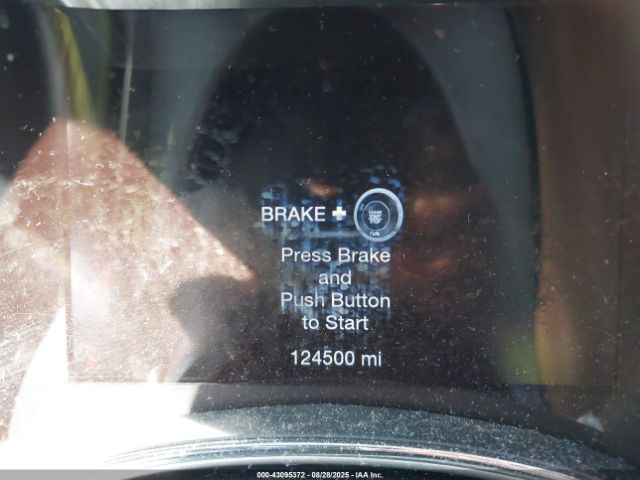 BRAKE +
Press Brake
and
Push Button
to Start
124500 mi
000-43095372 - 08/28/2025 - IAA Inc.